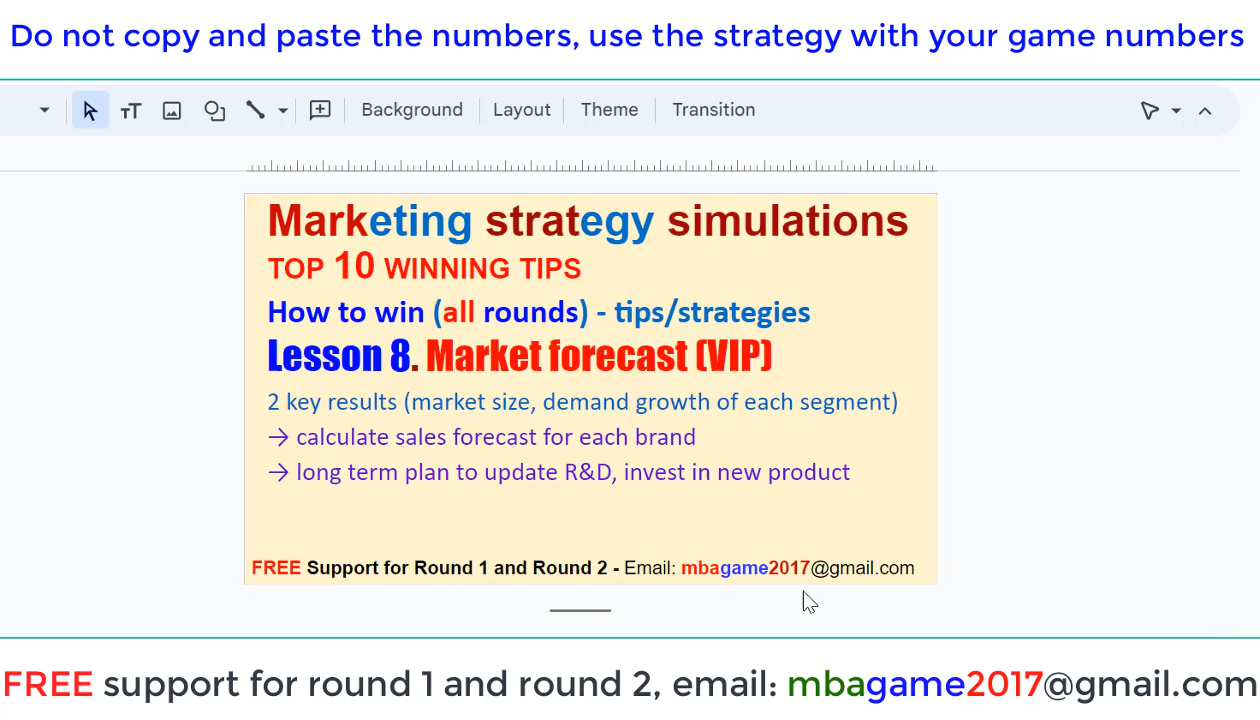 Do not copy and paste the numbers, use the strategy with your game numbers
Background Layout Theme Transition
Marketing strategy simulations
TOP 10 WINNING TIPS
How to win (all rounds) - tips/strategies
Lesson 8. Market forecast (VIP)
2 key results (market size, demand growth of each segment)
→ calculate sales forecast for each brand
→ long term plan to update R&D, invest in new product
FREE Support for Round 1 and Round 2 - Email: mbagame2017@gmail.com
FREE support for round 1 and round 2, email: mbagame2017@gmail.com